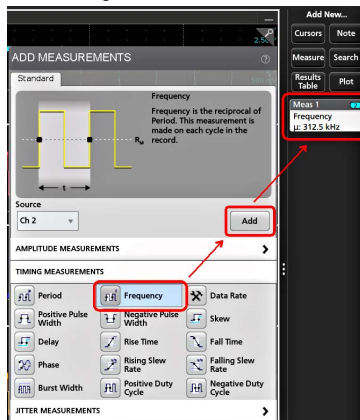 Add New...
Cursors
Note
Measure
Search
Results Table
Plot
Meas 1
Frequency
µ: 312.5 kHz
ADD MEASUREMENTS
Standard
Frequency
Frequency is the reciprocal of
Period. This measurement is
made on each cycle in the
record.
t
Source
Ch 2
Add
AMPLITUDE MEASUREMENTS
TIMING MEASUREMENTS
Period
Frequency
Data Rate
Positive Pulse Width
Negative Pulse Width
Skew
Delay
Rise Time
Fall Time
Phase
Rising Slew Rate
Falling Slew Rate
Burst Width
Positive Duty Cycle
Negative Duty Cycle
JITTER MEASUREMENTS